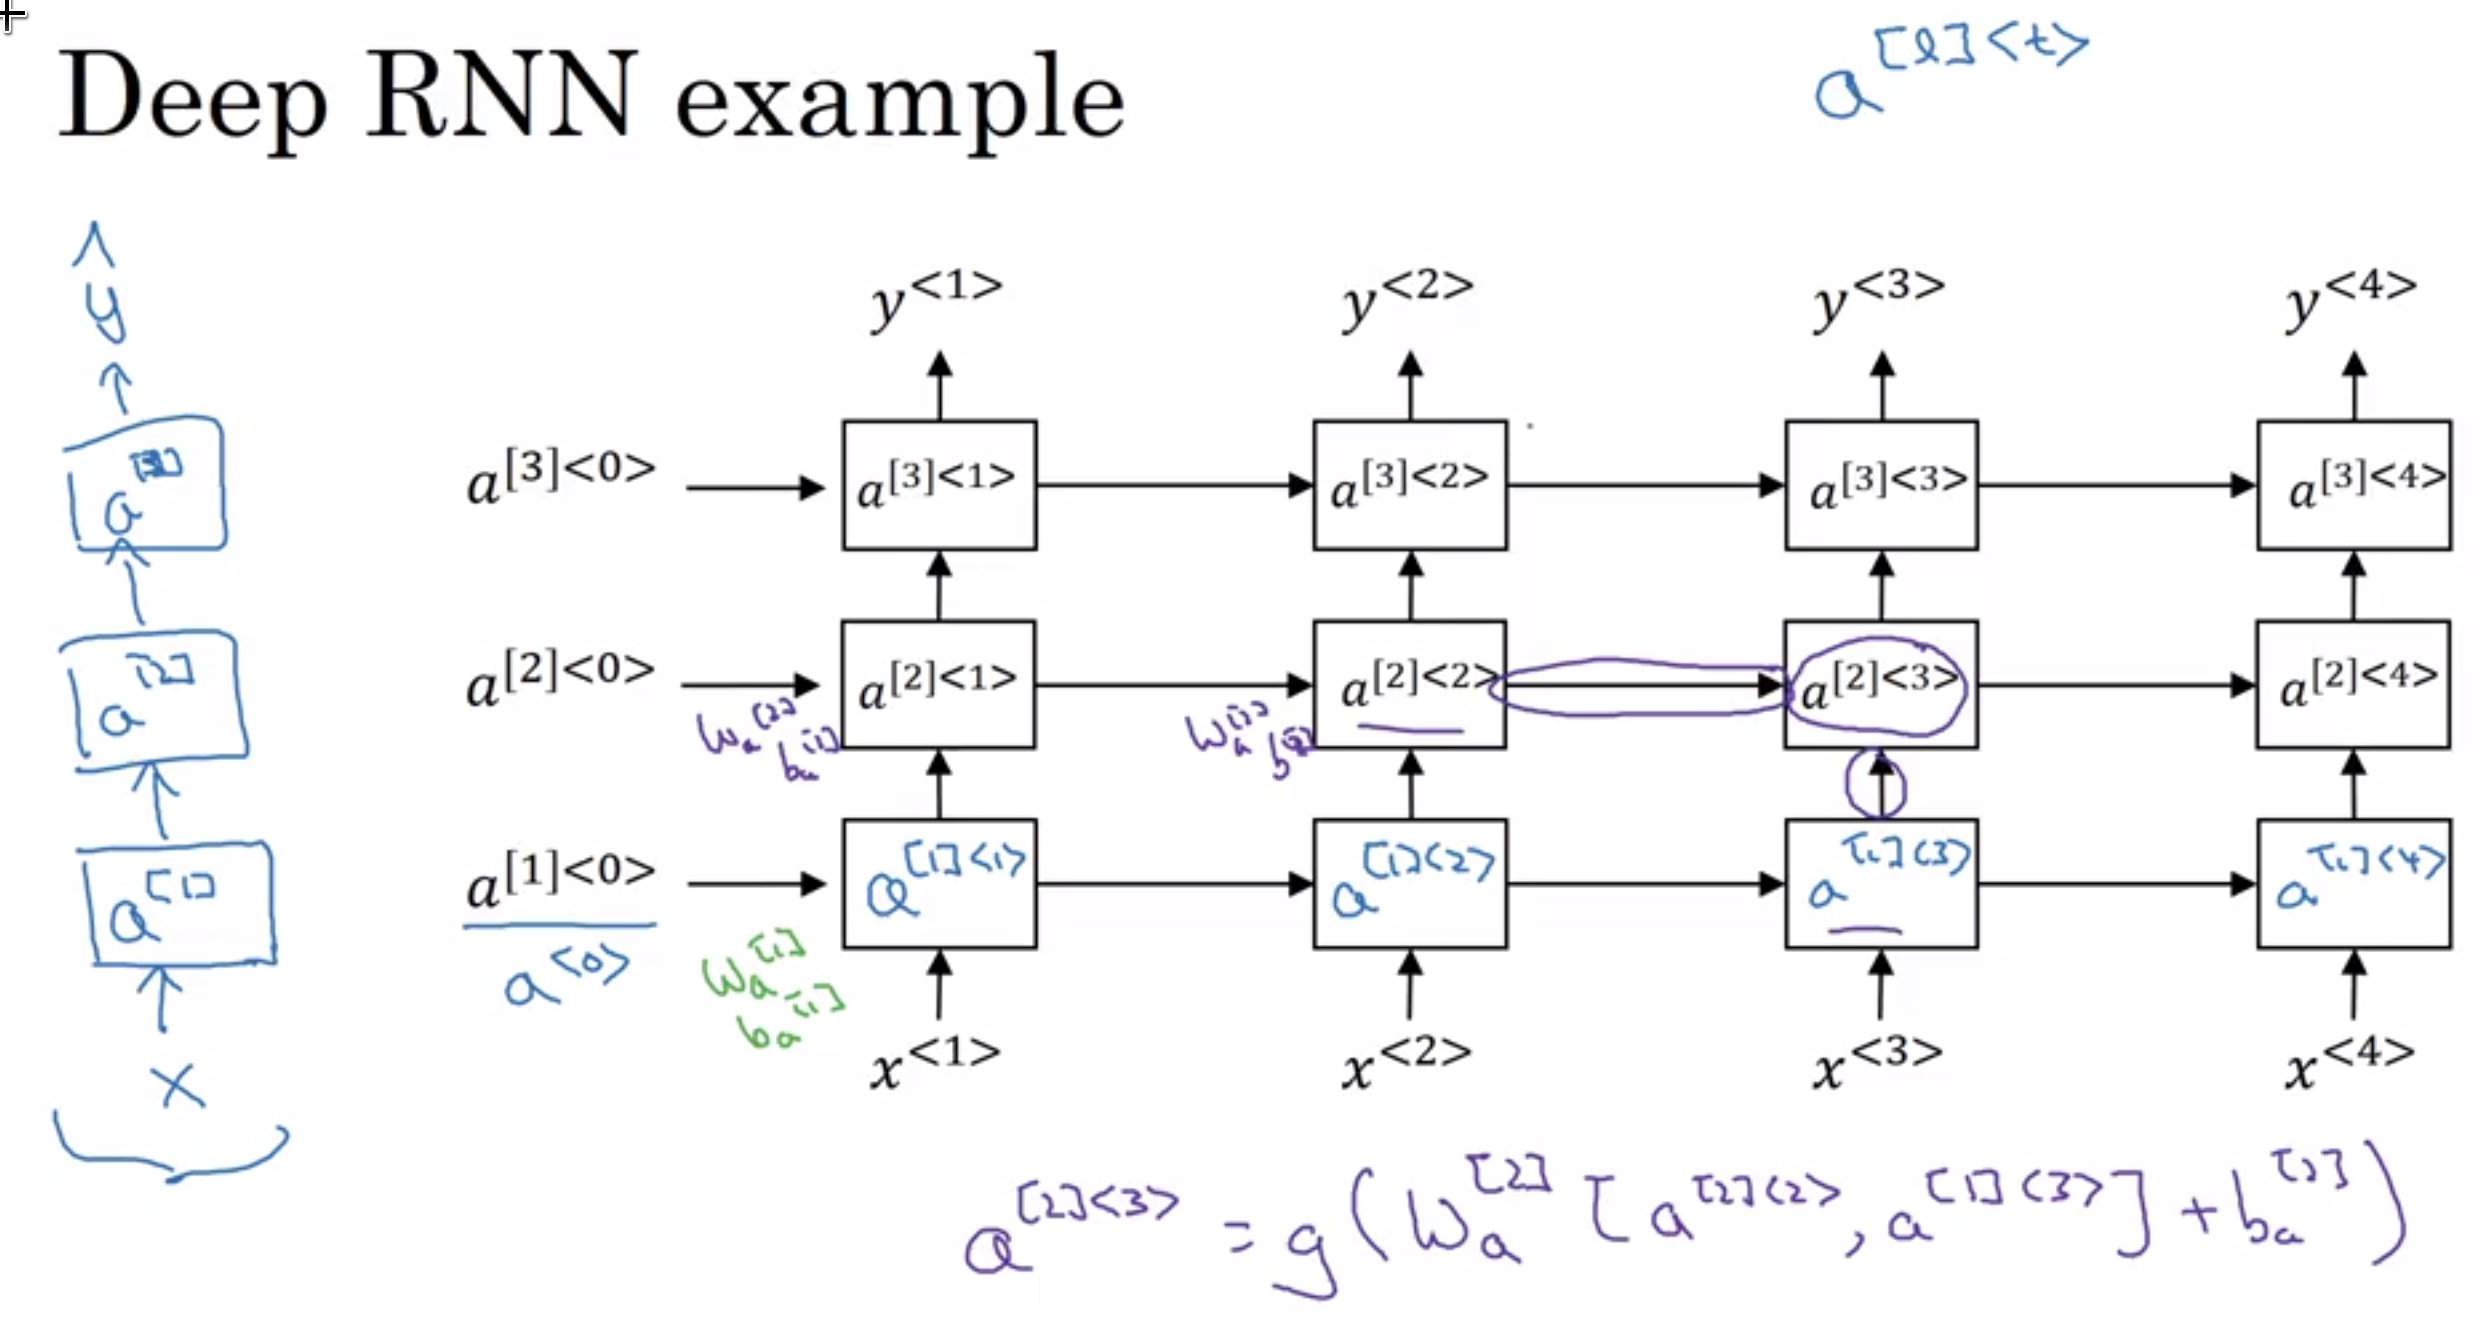 Deep RNN example
a^[l]<t>
ŷ
y^<1> y^<2> y^<3> y^<4>
a^[3]
a^[3]<0> a^[3]<1> a^[3]<2> a^[3]<3> a^[3]<4>
a^[2]
a^[2]<0> a^[2]<1> a^[2]<2> a^[2]<3> a^[2]<4>
W_a^[2] W_a^[2]
b_a^[2] b^[2]
a^[1]
a^[1]<0> a^[1]<1> a^[1]<2> a^[1]<3> a^[1]<4>
a^<0>
W_a^[1]
b_a^[1]
x
x^<1> x^<2> x^<3> x^<4>
a^[2]<3> = g(W_a^[2] [a^[2]<2>, a^[1]<3>] + b_a^[2])